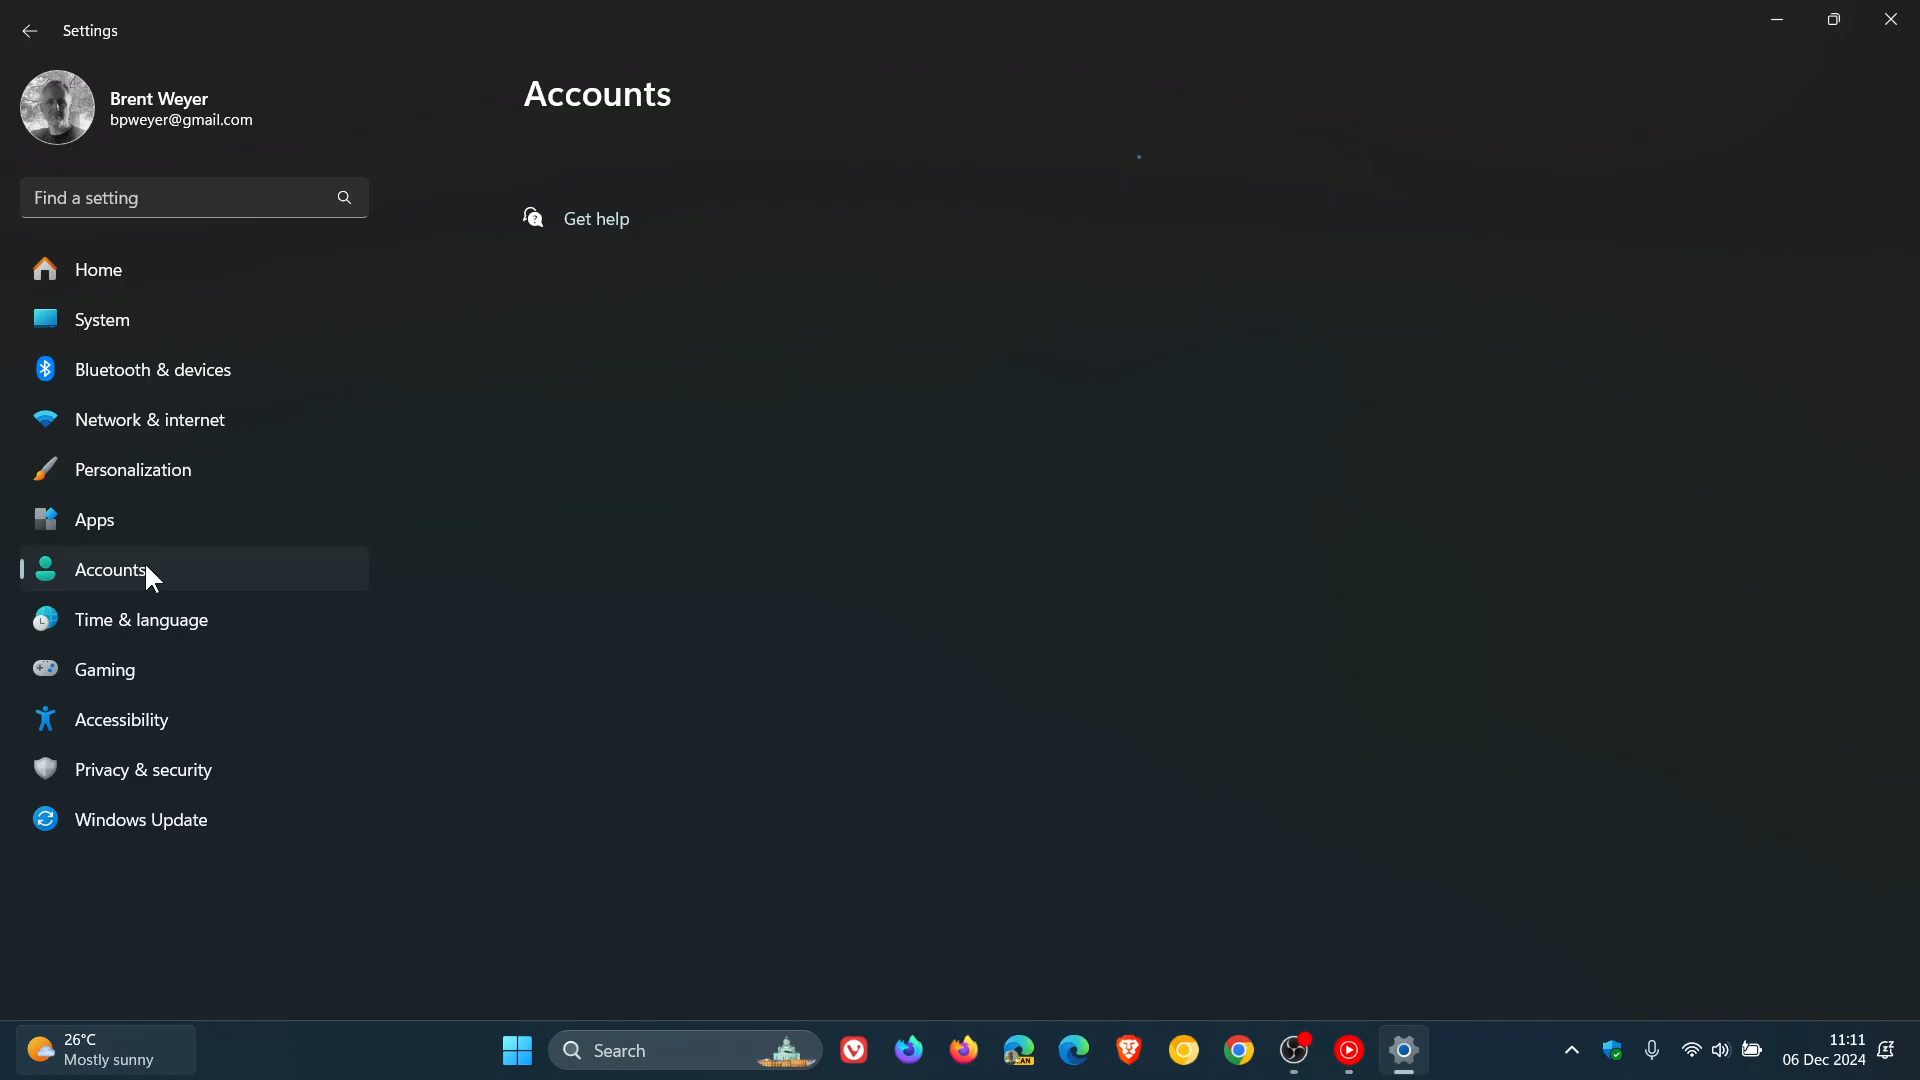 Settings
Brent Weyer
bpweyer@gmail.com
Find a setting
Home
System
Bluetooth & devices
Network & internet
Personalization
Apps
Accounts
Time & language
Gaming
Accessibility
Privacy & security
Windows Update
Accounts
Get help
26°C
Mostly sunny
Search
CAN
11:11
06 Dec 2024